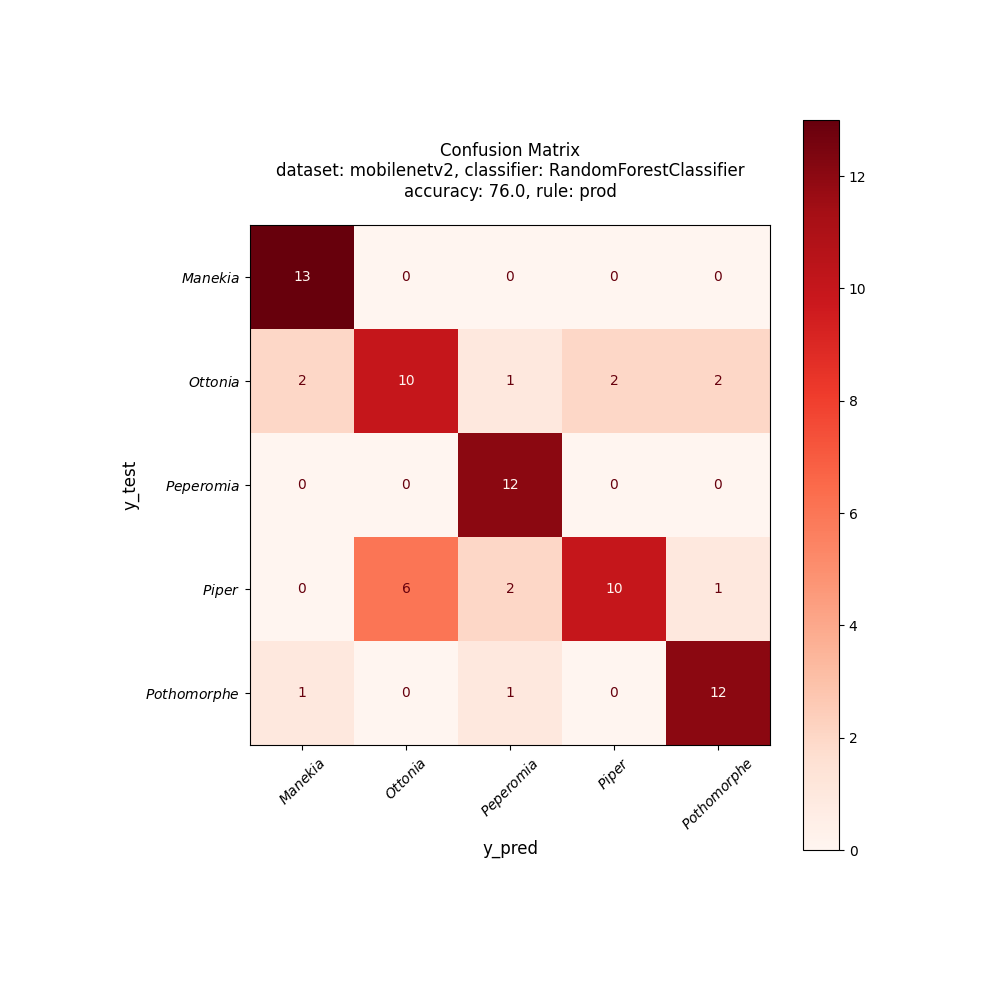 Confusion Matrix
dataset: mobilenetv2, classifier: RandomForestClassifier
accuracy: 76.0, rule: prod
Manekia 13 0 0 0 0
Ottonia 2 10 1 2 2
Peperomia 0 0 12 0 0
Piper 0 6 2 10 1
Pothomorphe 1 0 1 0 12
y_test
Manekia Ottonia Peperomia Piper Pothomorphe
y_pred
12
10
8
6
4
2
0